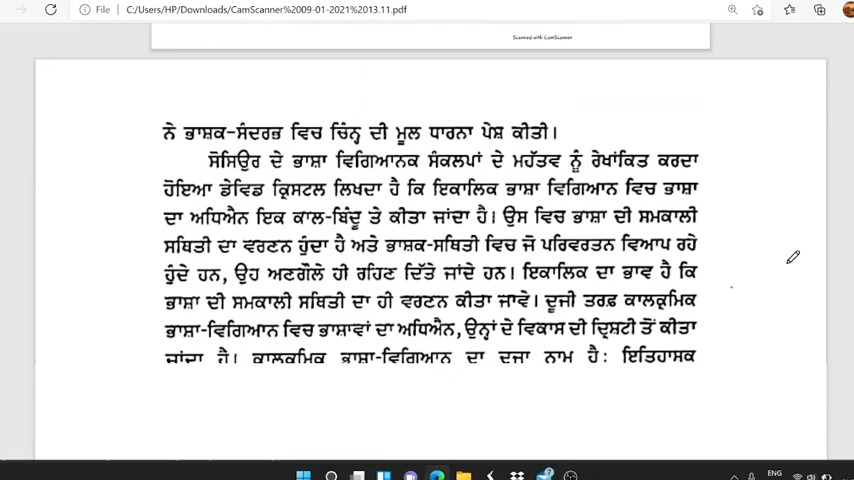 File
C:/Users/HP/Downloads/CamScanner%2009-01-2021%2013.11.pdf
Scanned with CamScanner
ਨੇ ਭਾਸ਼ਕ-ਸੰਦਰਭ ਵਿਚ ਚਿੰਨ੍ਹ ਦੀ ਮੂਲ ਧਾਰਨਾ ਪੇਸ਼ ਕੀਤੀ।
ਸੋਸਿਉਰ ਦੇ ਭਾਸ਼ਾ ਵਿਗਿਆਨਕ ਸੰਕਲਪਾਂ ਦੇ ਮਹੱਤਵ ਨੂੰ ਰੇਖਾਂਕਿਤ ਕਰਦਾ
ਹੋਇਆ ਡੇਵਿਡ ਕ੍ਰਿਸਟਲ ਲਿਖਦਾ ਹੈ ਕਿ ਇਕਾਲਿਕ ਭਾਸ਼ਾ ਵਿਗਿਆਨ ਵਿਚ ਭਾਸ਼ਾ
ਦਾ ਅਧਿਐਨ ਇਕ ਕਾਲ-ਬਿੰਦੂ ਤੇ ਕੀਤਾ ਜਾਂਦਾ ਹੈ। ਉਸ ਵਿਚ ਭਾਸ਼ਾ ਦੀ ਸਮਕਾਲੀ
ਸਥਿਤੀ ਦਾ ਵਰਣਨ ਹੁੰਦਾ ਹੈ ਅਤੇ ਭਾਸ਼ਕ-ਸਥਿਤੀ ਵਿਚ ਜੋ ਪਰਿਵਰਤਨ ਵਿਆਪ ਰਹੇ
ਹੁੰਦੇ ਹਨ, ਉਹ ਅਣਗੌਲੇ ਹੀ ਰਹਿਣ ਦਿੱਤੇ ਜਾਂਦੇ ਹਨ। ਇਕਾਲਿਕ ਦਾ ਭਾਵ ਹੈ ਕਿ
ਭਾਸ਼ਾ ਦੀ ਸਮਕਾਲੀ ਸਥਿਤੀ ਦਾ ਹੀ ਵਰਣਨ ਕੀਤਾ ਜਾਵੇ। ਦੂਜੀ ਤਰਫ਼ ਕਾਲਕ੍ਰਮਿਕ
ਭਾਸ਼ਾ-ਵਿਗਿਆਨ ਵਿਚ ਭਾਸ਼ਾਵਾਂ ਦਾ ਅਧਿਐਨ, ਉਨ੍ਹਾਂ ਦੇ ਵਿਕਾਸ ਦੀ ਦ੍ਰਿਸ਼ਟੀ ਤੋਂ ਕੀਤਾ
ਜਾਂਦਾ ਹੈ। ਕਾਲਕ੍ਰਮਿਕ ਭਾਸ਼ਾ-ਵਿਗਿਆਨ ਦਾ ਦੂਜਾ ਨਾਮ ਹੈ: ਇਤਿਹਾਸਕ
ENG